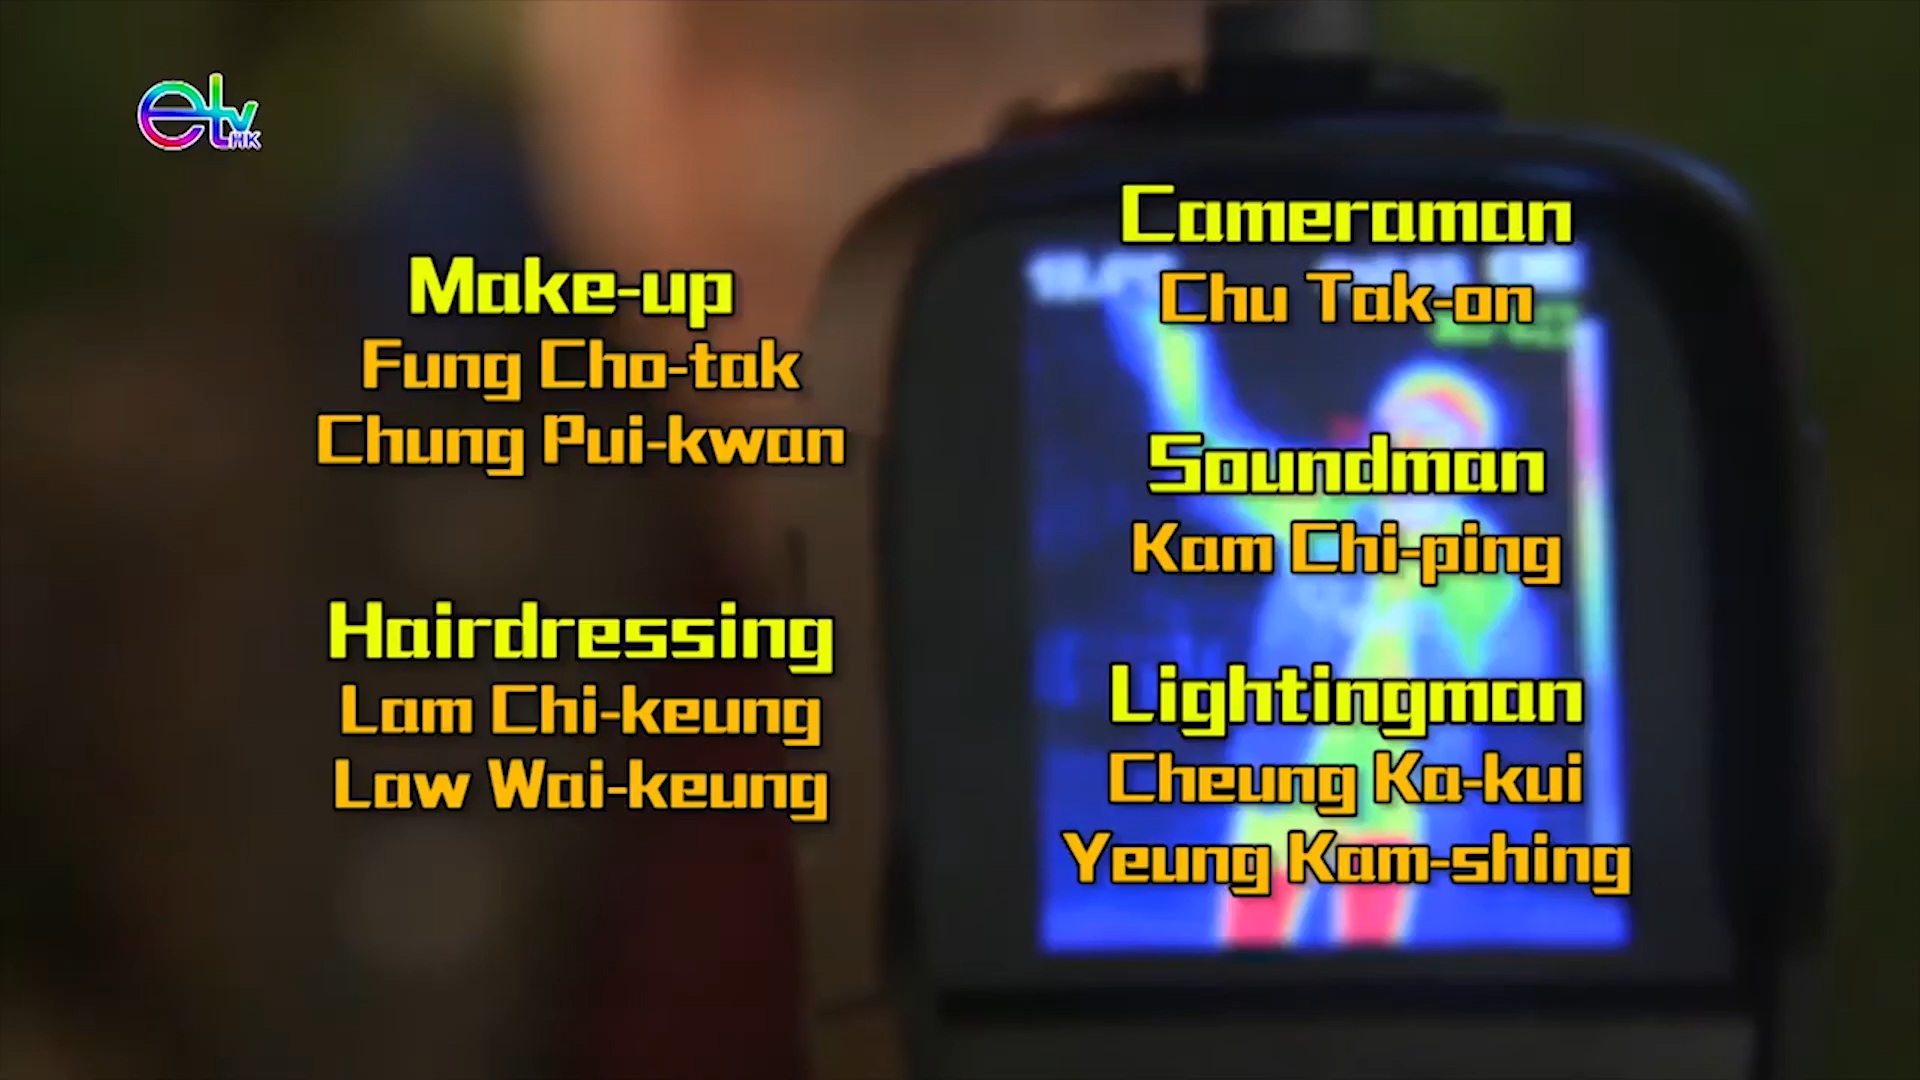 etv HK
Make-up
Fung Cho-tak
Chung Pui-kwan
Hairdressing
Lam Chi-keung
Law Wai-keung
Cameraman
Chu Tak-on
Soundman
Kam Chi-ping
Lightingman
Cheung Ka-kui
Yeung Kam-shing